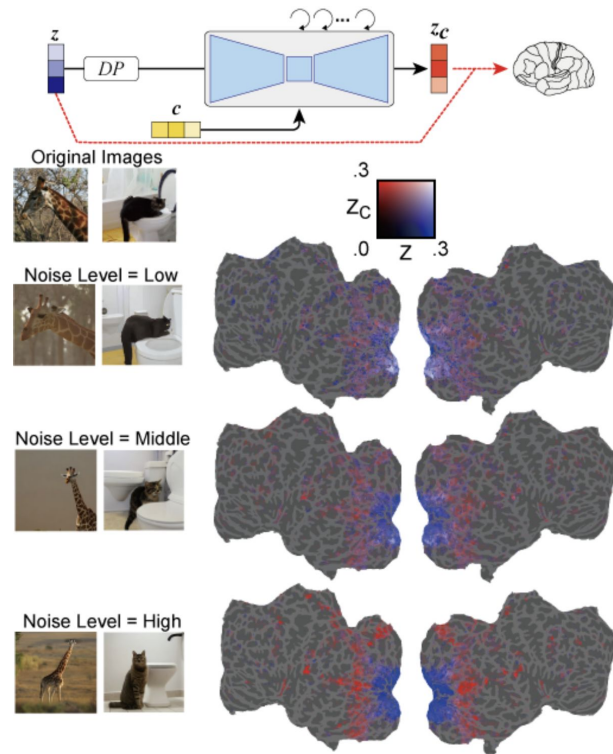 z
DP
...
z_c
c
Original Images
.3
Z_C
.0 Z .3
Noise Level = Low
Noise Level = Middle
Noise Level = High